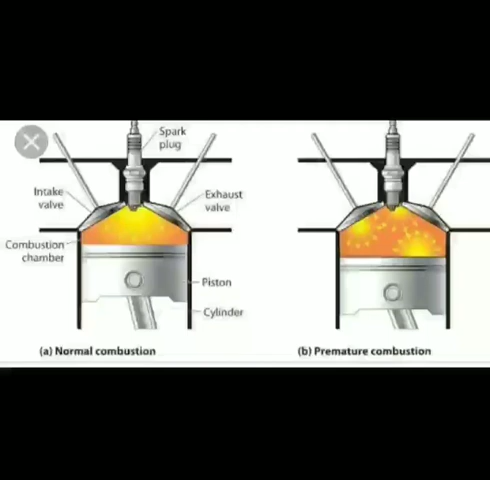 Spark
plug
Intake
valve
Exhaust
valve
Combustion
chamber
Piston
Cylinder
(a) Normal combustion
(b) Premature combustion